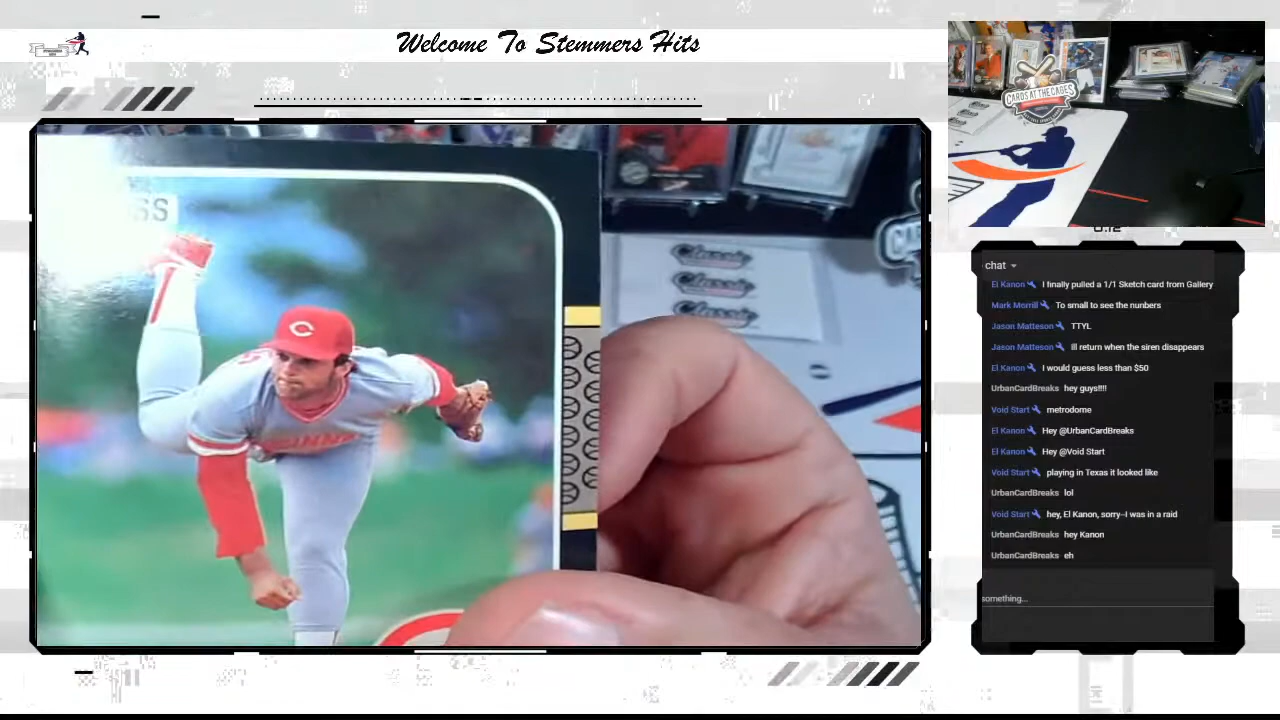 Welcome To Stemmers Hits
CARDS AT THE CAGES
SS
C
CINCINN
Classic
Classic
Classic
chat
El Kanon I finally pulled a 1/1 Sketch card from Gallery
Mark Morrill To small to see the nunbers
Jason Matteson TTYL
Jason Matteson ill return when the siren disappears
El Kanon I would guess less than $50
UrbanCardBreaks hey guys!!!!
Void Start metrodome
El Kanon Hey @UrbanCardBreaks
El Kanon Hey @Void Start
Void Start playing in Texas it looked like
UrbanCardBreaks lol
Void Start hey, El Kanon, sorry--I was in a raid
UrbanCardBreaks hey Kanon
UrbanCardBreaks eh
something...